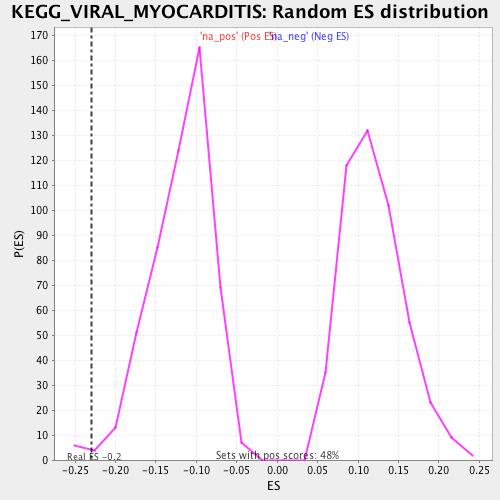 KEGG_VIRAL_MYOCARDITIS: Random ES distribution
'na_pos' (Pos ES) 'na_neg' (Neg ES)
170
160
150
140
130
120
110
100
90
80
70
60
50
40
30
20
10
0
P(ES)
Real ES -0.2
Sets with pos scores: 48%
-0.25 -0.20 -0.15 -0.10 -0.05 0.00 0.05 0.10 0.15 0.20 0.25
ES